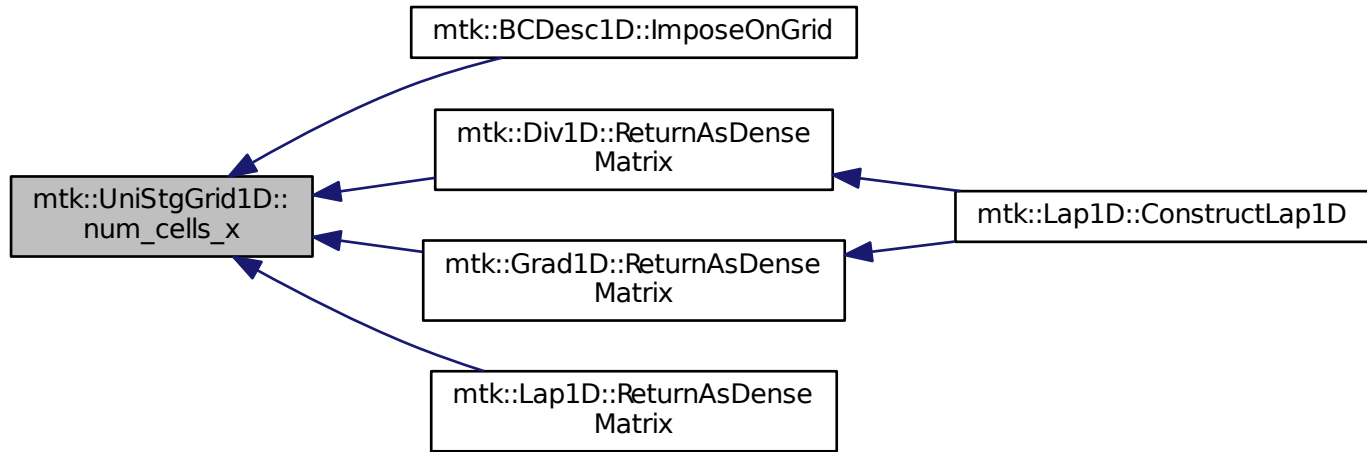 mtk::BCDesc1D::ImposeOnGrid
mtk::Div1D::ReturnAsDense
Matrix
mtk::UniStgGrid1D::
num_cells_x
mtk::Lap1D::ConstructLap1D
mtk::Grad1D::ReturnAsDense
Matrix
mtk::Lap1D::ReturnAsDense
Matrix